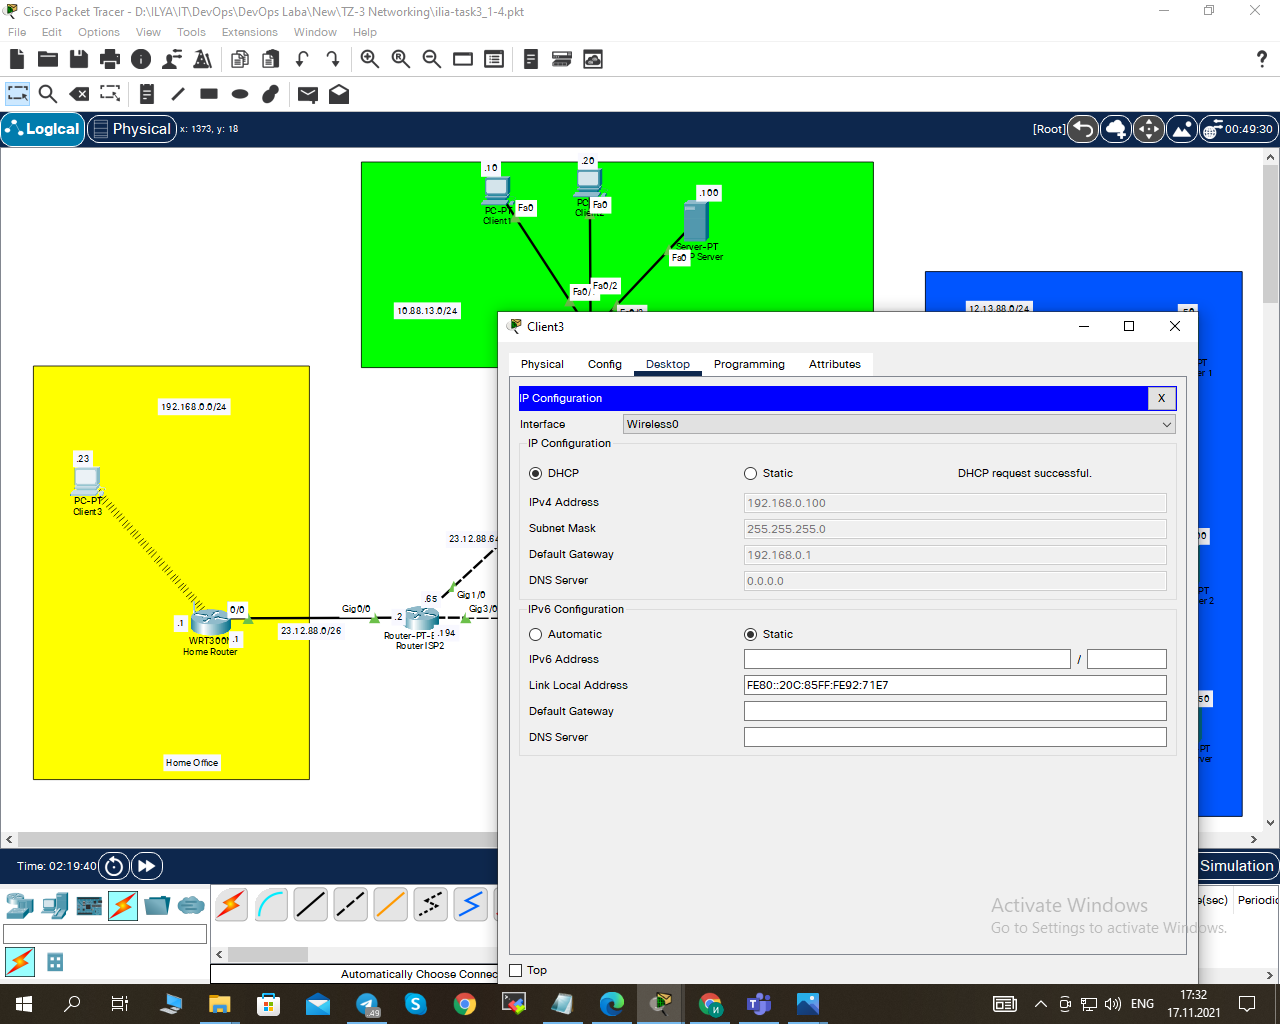 Cisco Packet Tracer - D:\ILYA\IT\DevOps\DevOps Laba\New\TZ-3 Networking\ilia-task3_1-4.pkt
File Edit Options View Tools Extensions Window Help
Logical
Physical
x: 1373, y: 18
[Root]
00:49:30
.10
.20
.100
PC-PT
Client1
Fa0
Fa0
Server-PT
P Server
Fa0
Fa0/2
10.88.13.0/24
12.13.88.0/24
192.168.0.0/24
.23
PC-PT
Client3
.1
0/0
WRT300N
.1
Home Router
23.12.88.0/26
Gig0/0
.2
.65
Gig1/0
Gig3/0
.194
Router ISP2
23.12.88.64
Home Office
Client3
Physical Config Desktop Programming Attributes
IP Configuration
X
Interface
Wireless0
IP Configuration
DHCP
Static
DHCP request successful.
IPv4 Address
192.168.0.100
Subnet Mask
255.255.255.0
Default Gateway
192.168.0.1
DNS Server
0.0.0.0
IPv6 Configuration
Automatic
Static
IPv6 Address
/
Link Local Address
FE80::20C:85FF:FE92:71E7
Default Gateway
DNS Server
Top
Time: 02:19:40
Simulation
e(sec)
Periodic
Automatically Choose Connec
Activate Windows
Go to Settings to activate Windows.
.49
ENG
17:32
17.11.2021